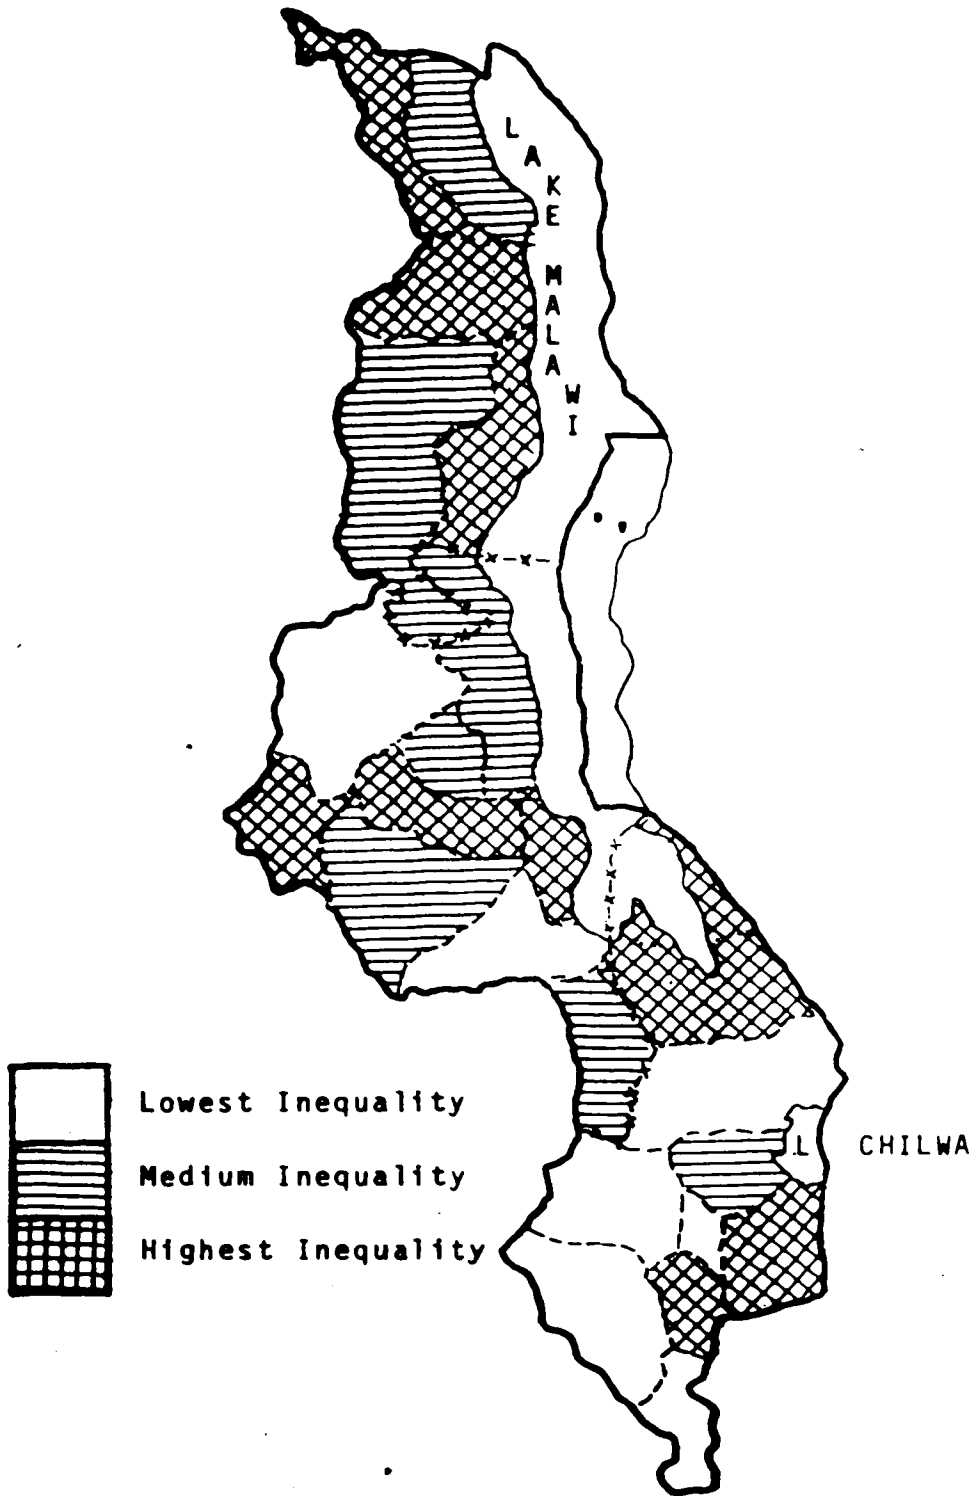 LAKE MALAWI
Lowest Inequality
Medium Inequality
Highest Inequality
L CHILWA